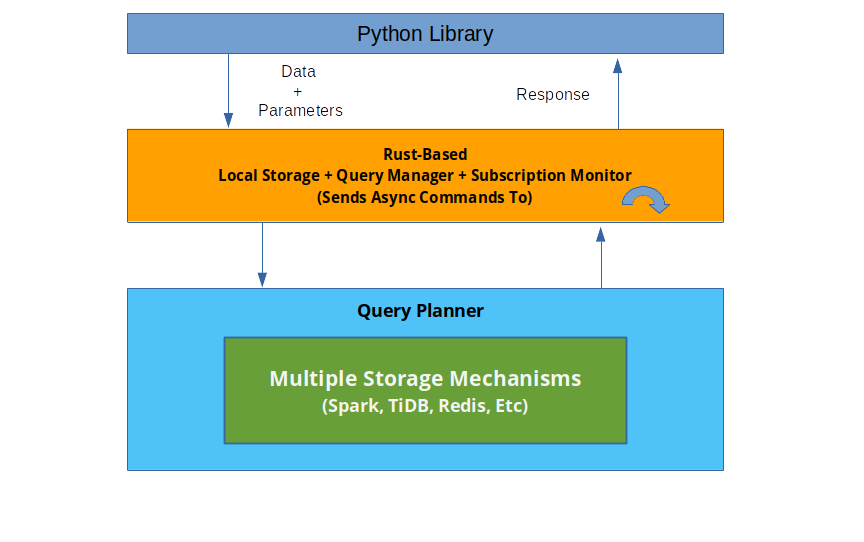 Python Library
Data
+
Parameters
Response
Rust-Based
Local Storage + Query Manager + Subscription Monitor
(Sends Async Commands To)
Query Planner
Multiple Storage Mechanisms
(Spark, TiDB, Redis, Etc)